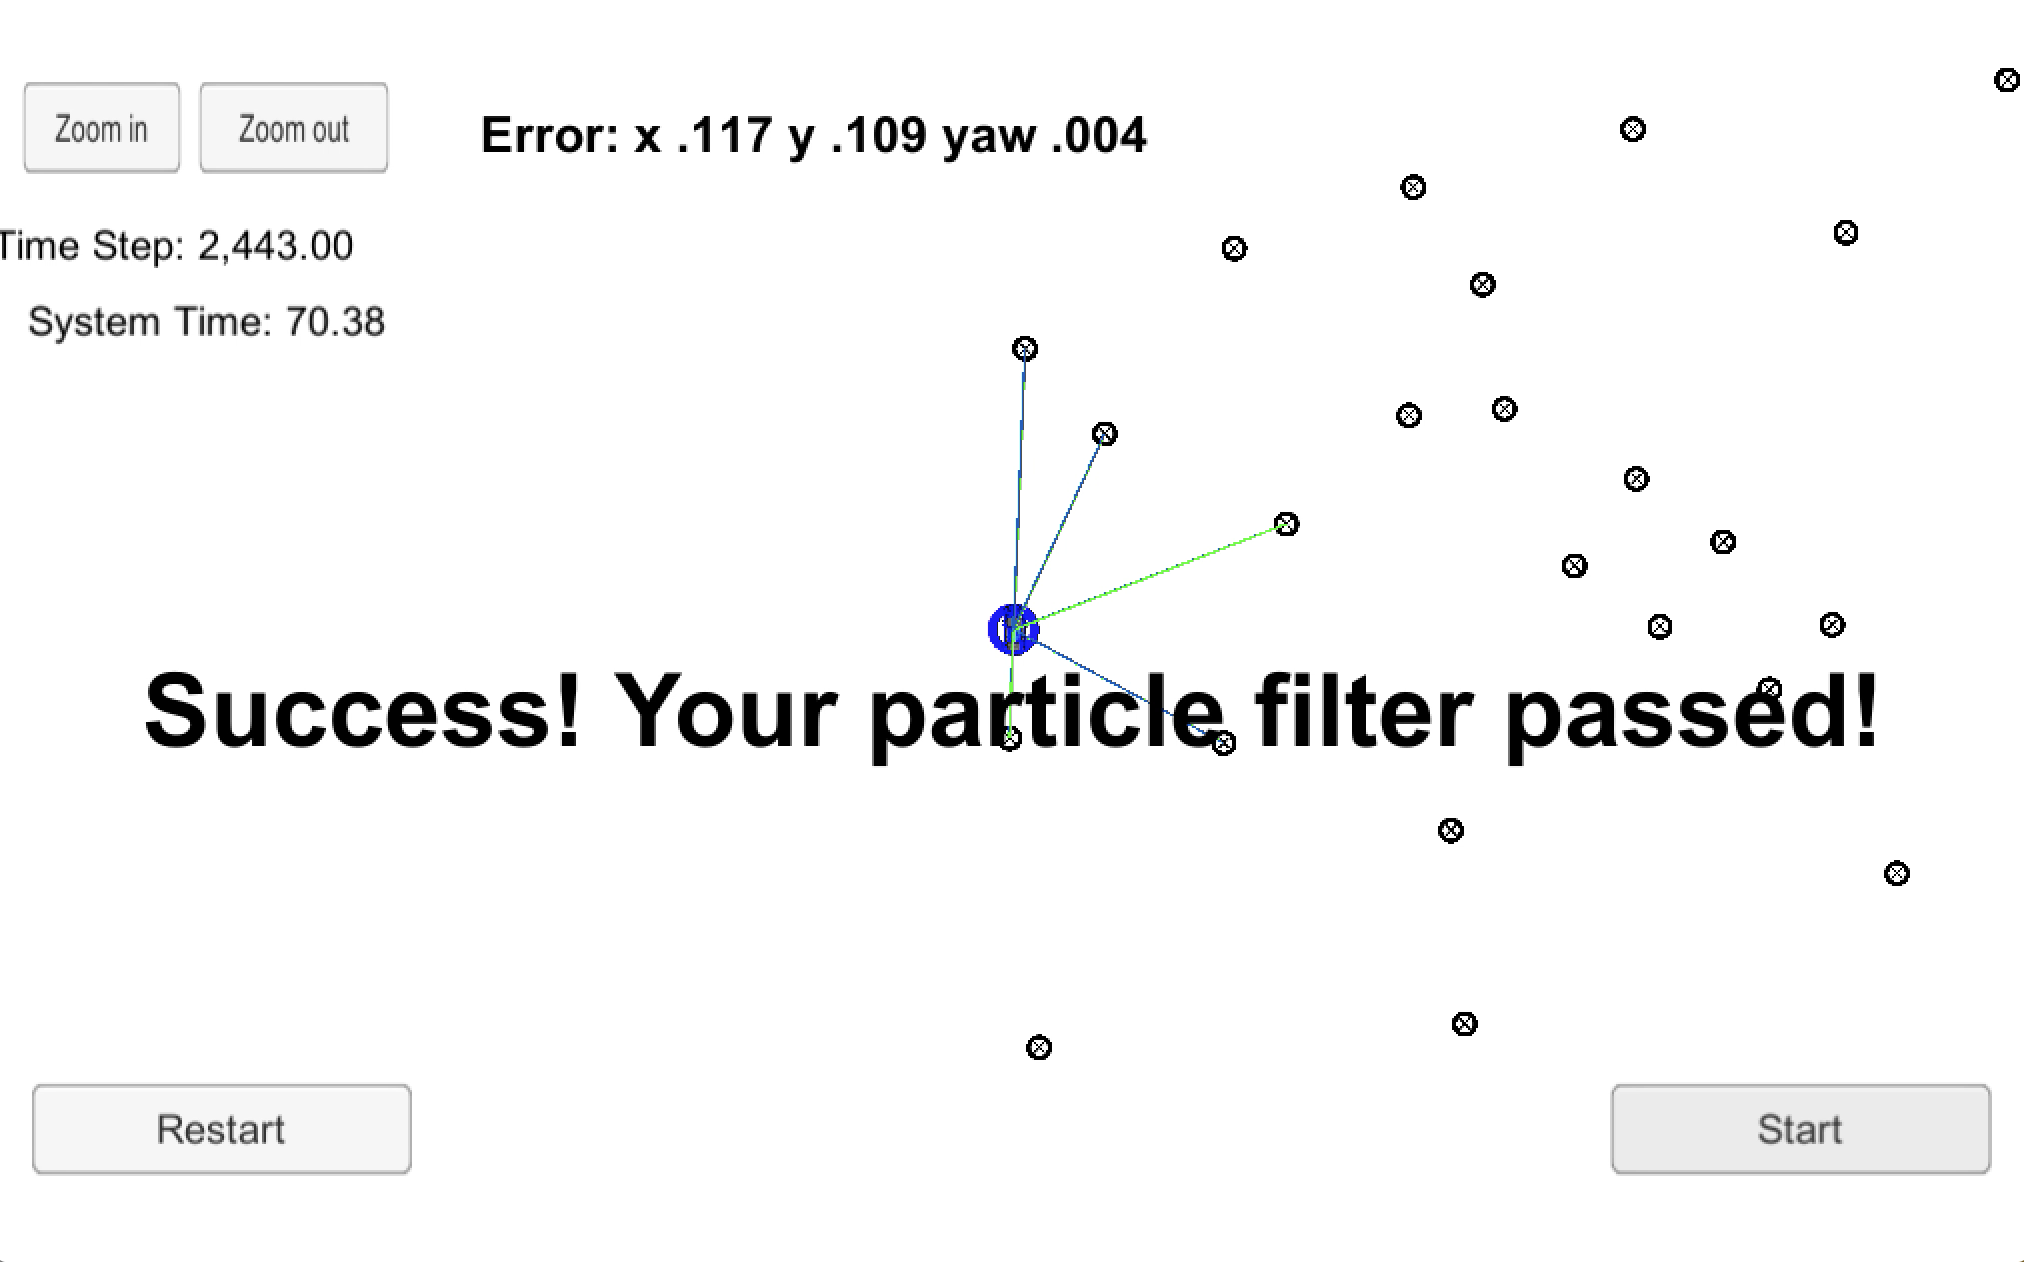 Zoom in
Zoom out
Error: x .117 y .109 yaw .004
Time Step: 2,443.00
System Time: 70.38
Success! Your particle filter passed!
Restart
Start